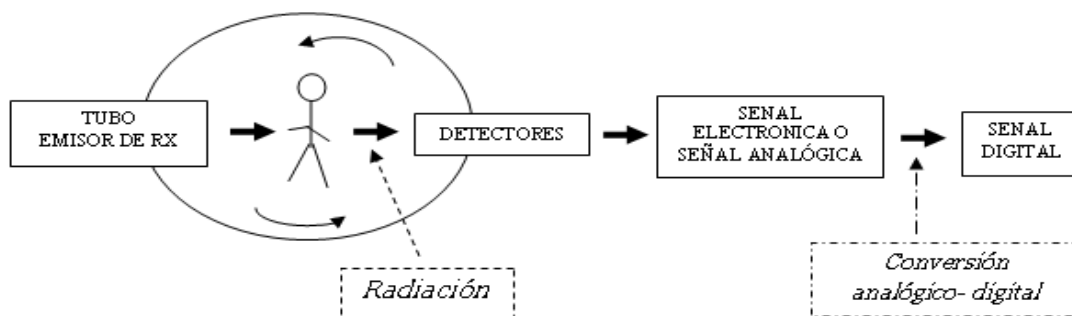 TUBO
EMISOR DE RX
DETECTORES
SENAL
ELECTRONICA O
SEÑAL ANALÓGICA
SENAL
DIGITAL
Radiación
Conversión
analógico- digital